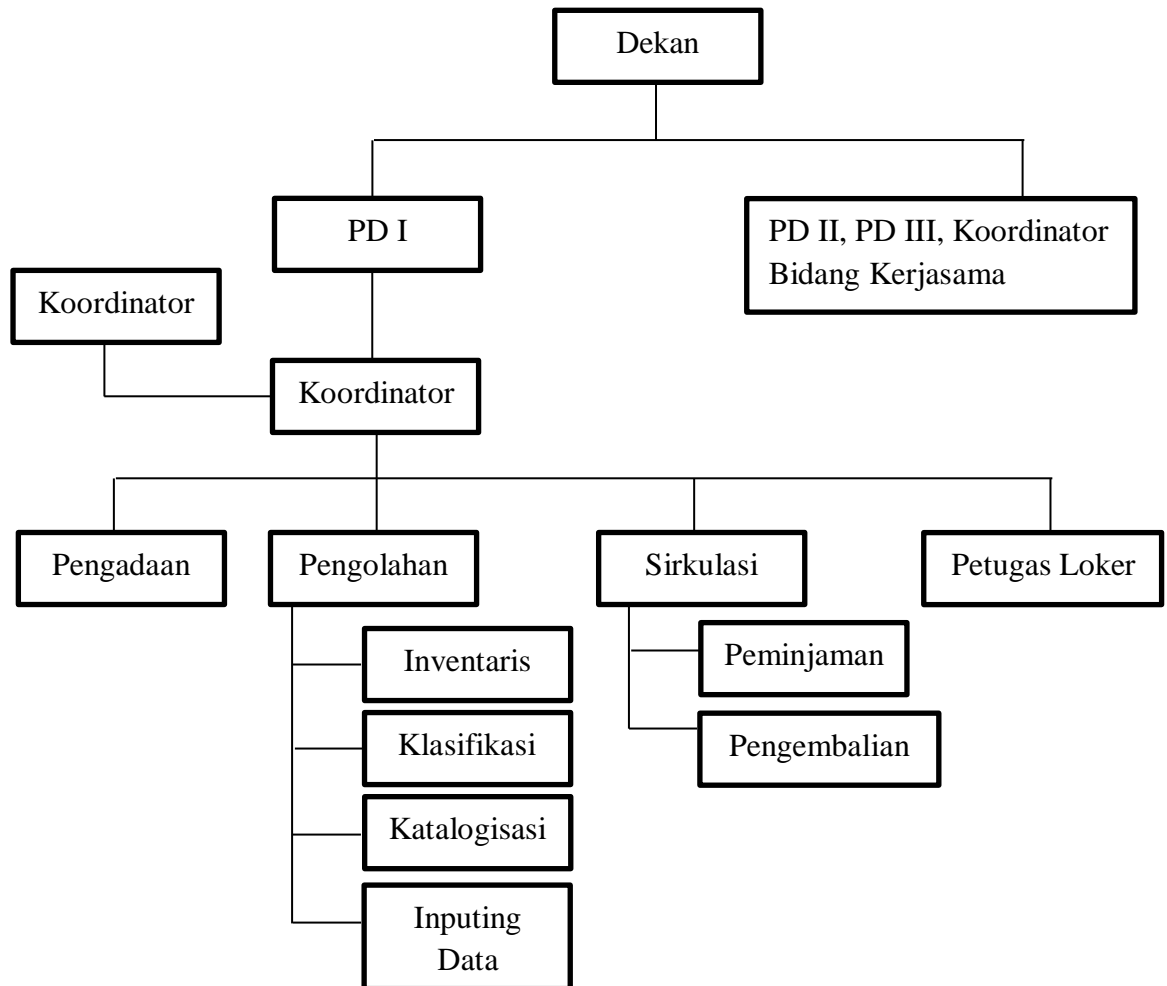 Dekan
PD I
PD II, PD III, Koordinator
Bidang Kerjasama
Koordinator
Koordinator
Pengadaan
Pengolahan
Sirkulasi
Petugas Loker
Inventaris
Klasifikasi
Katalogisasi
Inputing
Data
Peminjaman
Pengembalian